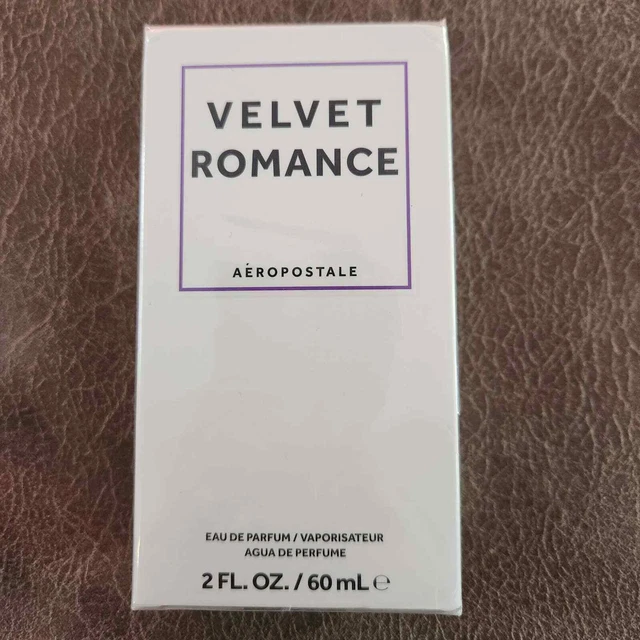 VELVET
ROMANCE
AÉROPOSTALE
EAU DE PARFUM / VAPORISATEUR
AGUA DE PERFUME
2 FL. OZ. / 60 mL ℮